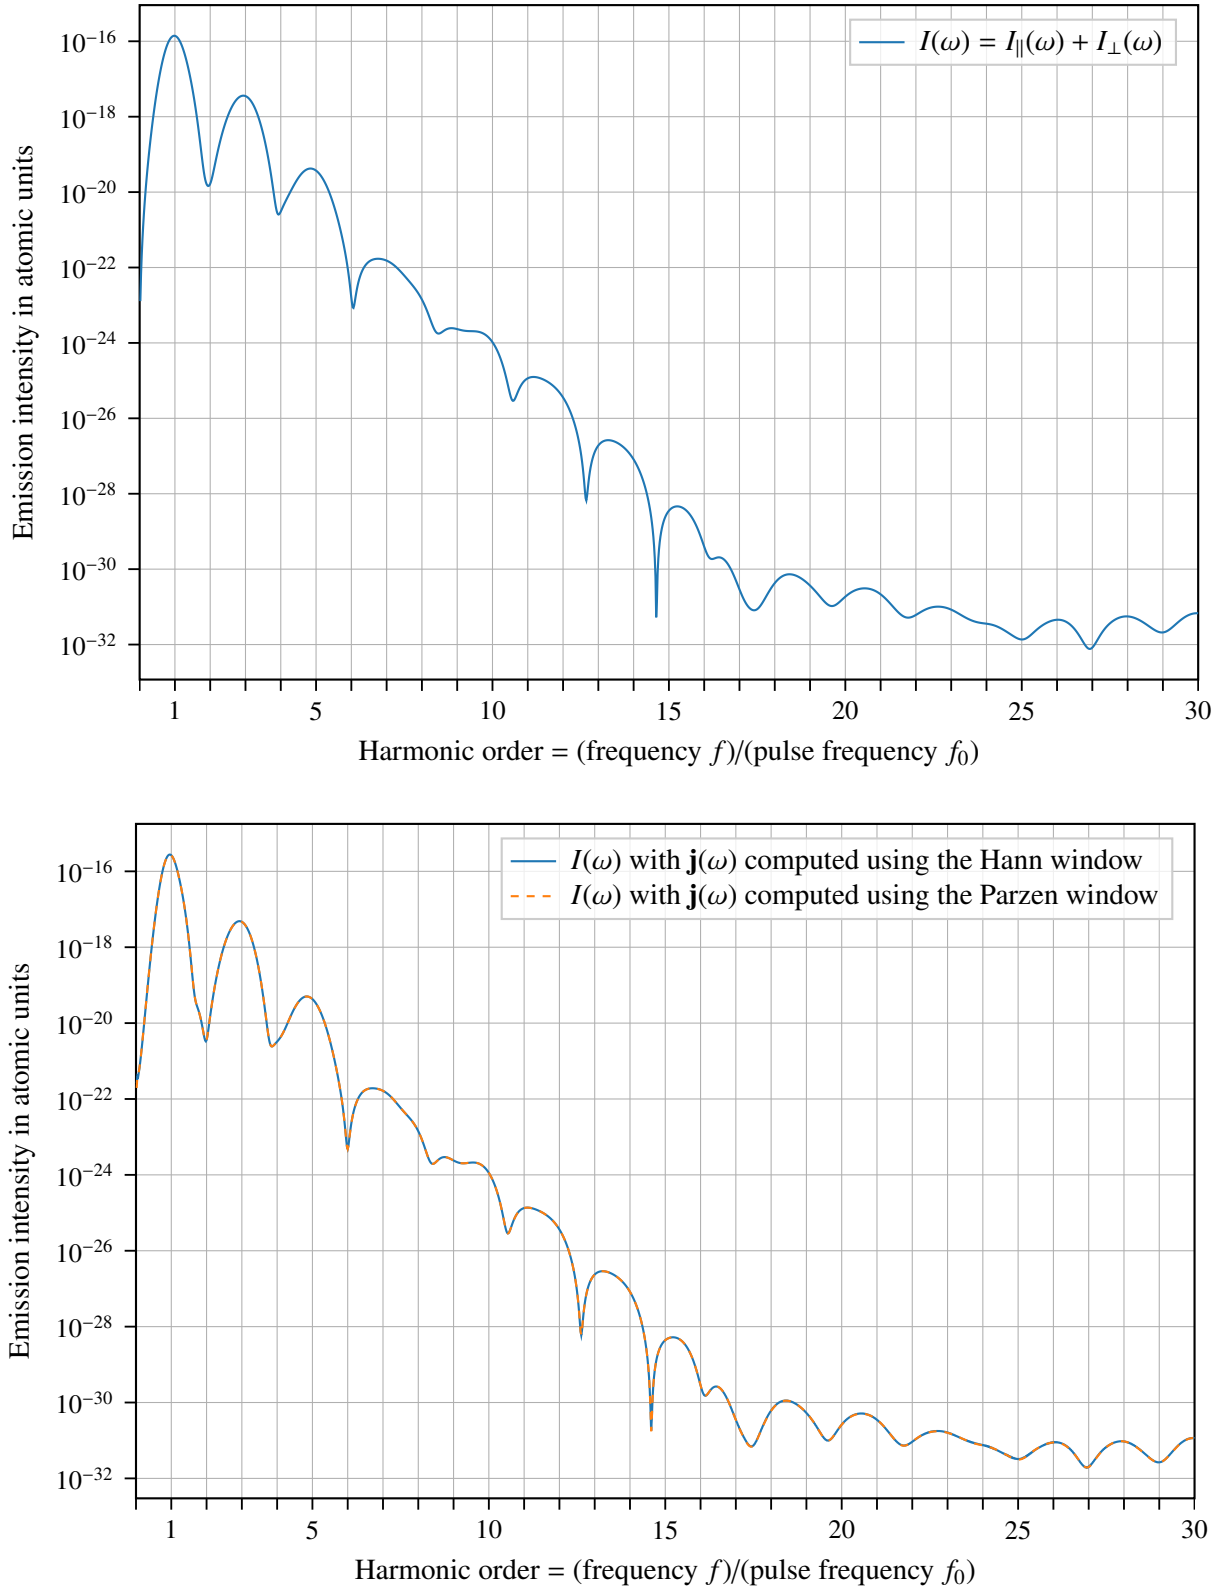 I(ω) = I∥(ω) + I⊥(ω)
Emission intensity in atomic units
10⁻¹⁶
10⁻¹⁸
10⁻²⁰
10⁻²²
10⁻²⁴
10⁻²⁶
10⁻²⁸
10⁻³⁰
10⁻³²
1 5 10 15 20 25 30
Harmonic order = (frequency f)/(pulse frequency f₀)
I(ω) with j(ω) computed using the Hann window
I(ω) with j(ω) computed using the Parzen window
Emission intensity in atomic units
10⁻¹⁶
10⁻¹⁸
10⁻²⁰
10⁻²²
10⁻²⁴
10⁻²⁶
10⁻²⁸
10⁻³⁰
10⁻³²
1 5 10 15 20 25 30
Harmonic order = (frequency f)/(pulse frequency f₀)